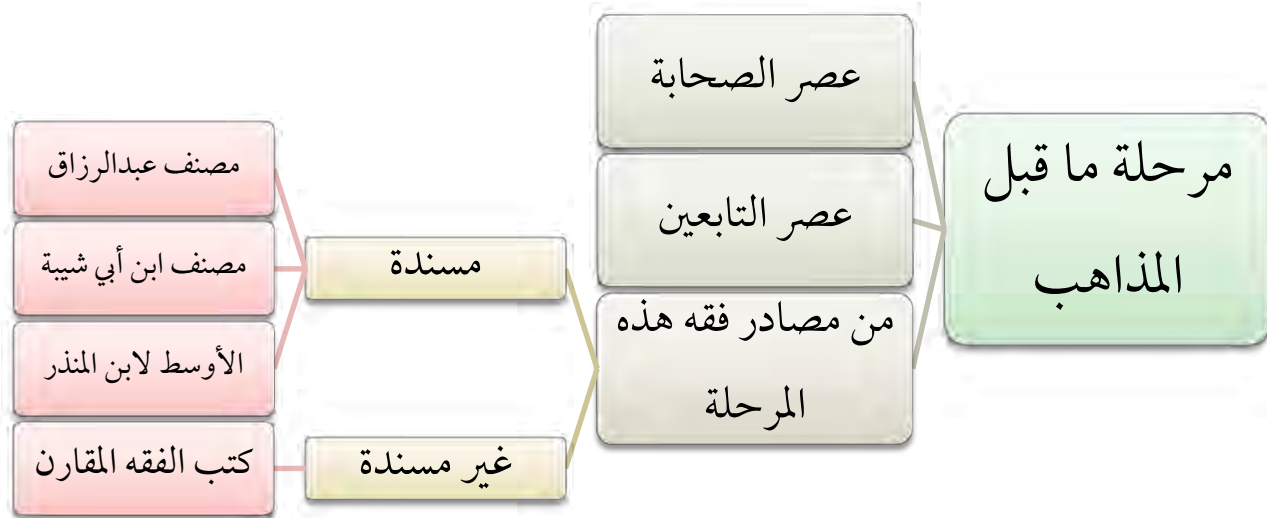 مرحلة ما قبل
المذاهب
عصر الصحابة
عصر التابعين
من مصادر فقه هذه
المرحلة
مسندة
مصنف عبدالرزاق
مصنف ابن أبي شيبة
الأوسط لابن المنذر
غير مسندة
كتب الفقه المقارن